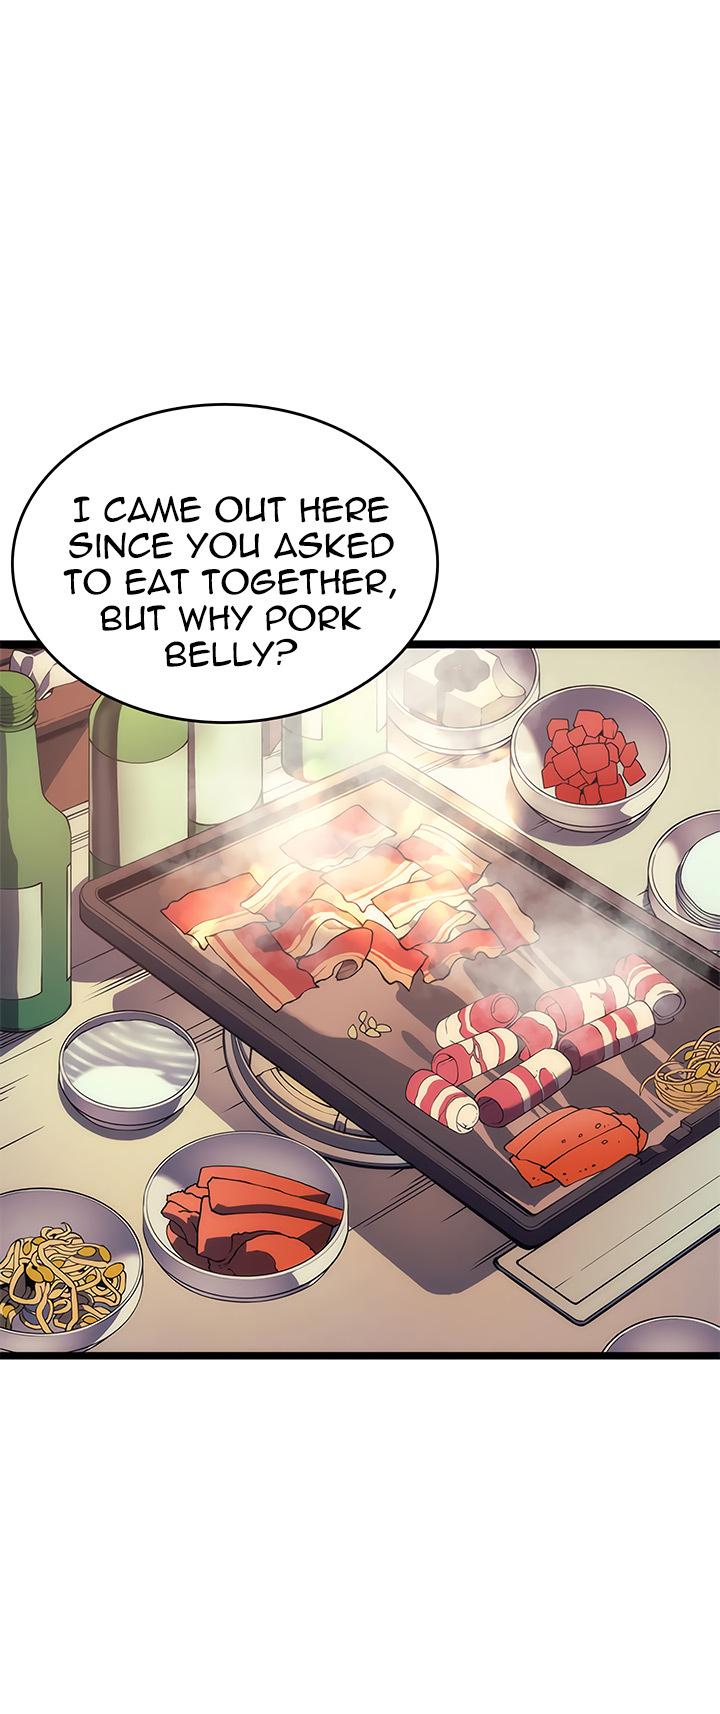 I CAME OUT HERE
SINCE YOU ASKED
TO EAT TOGETHER,
BUT WHY PORK
BELLY?